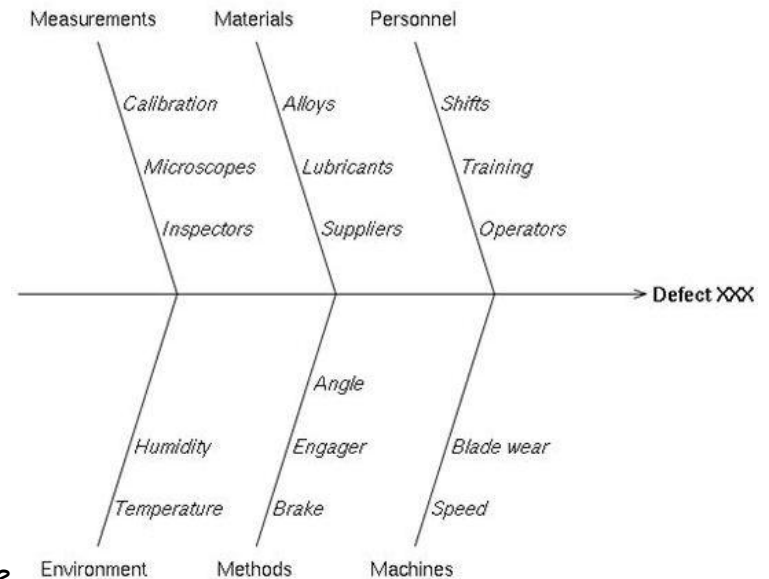 Measurements Materials Personnel
Calibration Alloys Shifts
Microscopes Lubricants Training
Inspectors Suppliers Operators
Defect XXX
Angle
Humidity Engager Blade wear
Temperature Brake Speed
Environment Methods Machines